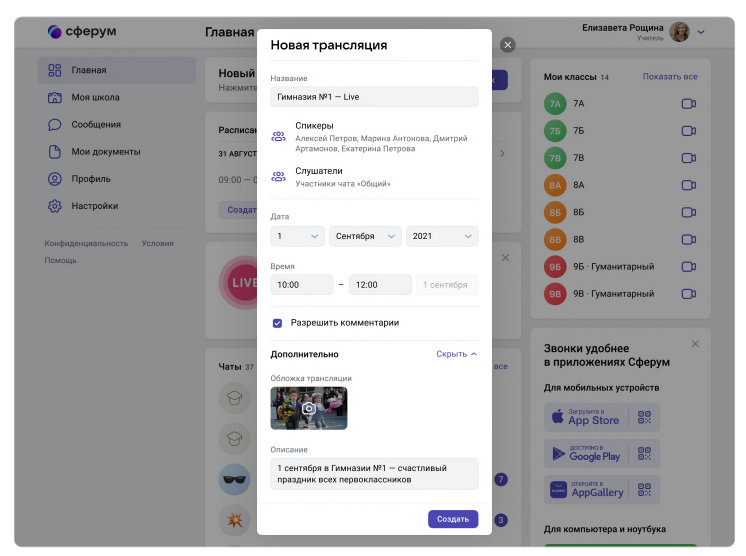 сферум
Главная
Елизавета Рощина
Учитель
Главная
Моя школа
Сообщения
Мои документы
Профиль
Настройки
Конфиденциальность Условия
Помощь
Новый
Нажмите
Расписан
31 АВГУСТ
09:00 –
Создат
LIVE
Чаты 37
все
7
3
Новая трансляция
Название
Гимназия №1 — Live
Спикеры
Алексей Петров, Марина Антонова, Дмитрий
Артамонов, Екатерина Петрова
Слушатели
Участники чата «Общий»
Дата
1 Сентября 2021
Время
10:00 – 12:00 1 сентября
Разрешить комментарии
Дополнительно Скрыть
Обложка трансляции
Описание
1 сентября в Гимназии №1 — счастливый
праздник всех первоклассников
Создать
Мои классы 14 Показать все
7А 7А
7Б 7Б
7В 7В
8А 8А
8Б 8Б
8В 8В
9Б 9Б · Гуманитарный
9В 9В · Гуманитарный
Звонки удобнее
в приложениях Сферум
Для мобильных устройств
Загрузите в
App Store
ДОСТУПНО В
Google Play
ОТКРОЙТЕ В
AppGallery
Для компьютера и ноутбука